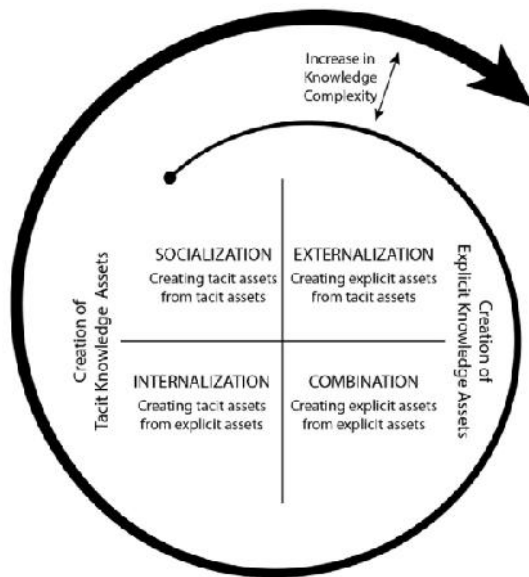 Increase in
Knowledge
Complexity
SOCIALIZATION
Creating tacit assets
from tacit assets
EXTERNALIZATION
Creating explicit assets
from tacit assets
Creation of
Tacit Knowledge Assets
Creation of
Explicit Knowledge Assets
INTERNALIZATION
Creating tacit assets
from explicit assets
COMBINATION
Creating explicit assets
from explicit assets